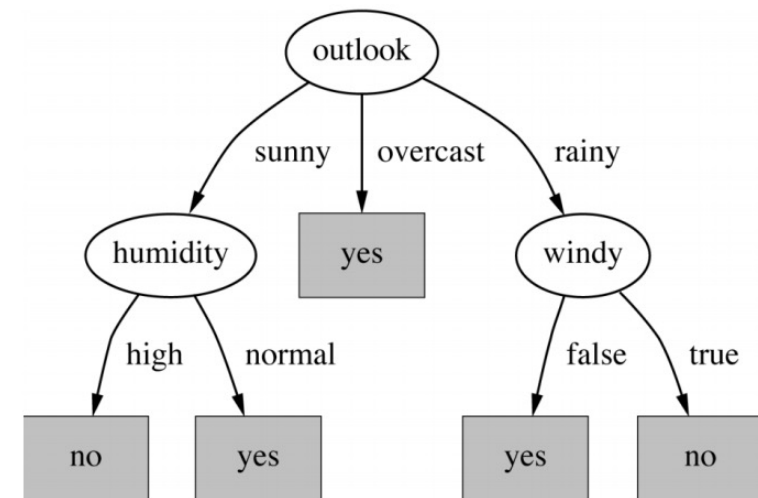 outlook
sunny overcast rainy
humidity yes windy
high normal false true
no yes yes no